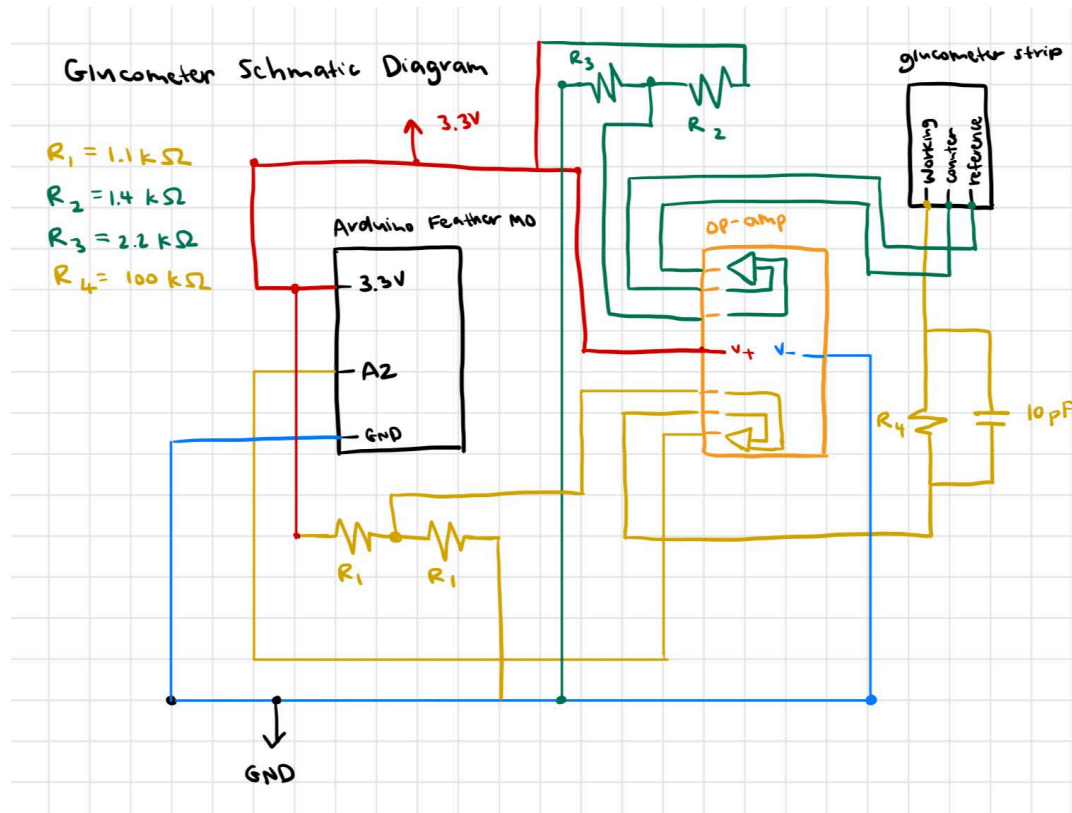 Glucometer Schmatic Diagram
R1 = 1.1 kΩ
R2 = 1.4 kΩ
R3 = 2.2 kΩ
R4 = 100 kΩ
3.3V
R3
R2
glucometer strip
working
counter
reference
Arduino Feather M0
3.3V
A2
GND
op-amp
V+
V-
R4
10pF
R1
R1
GND